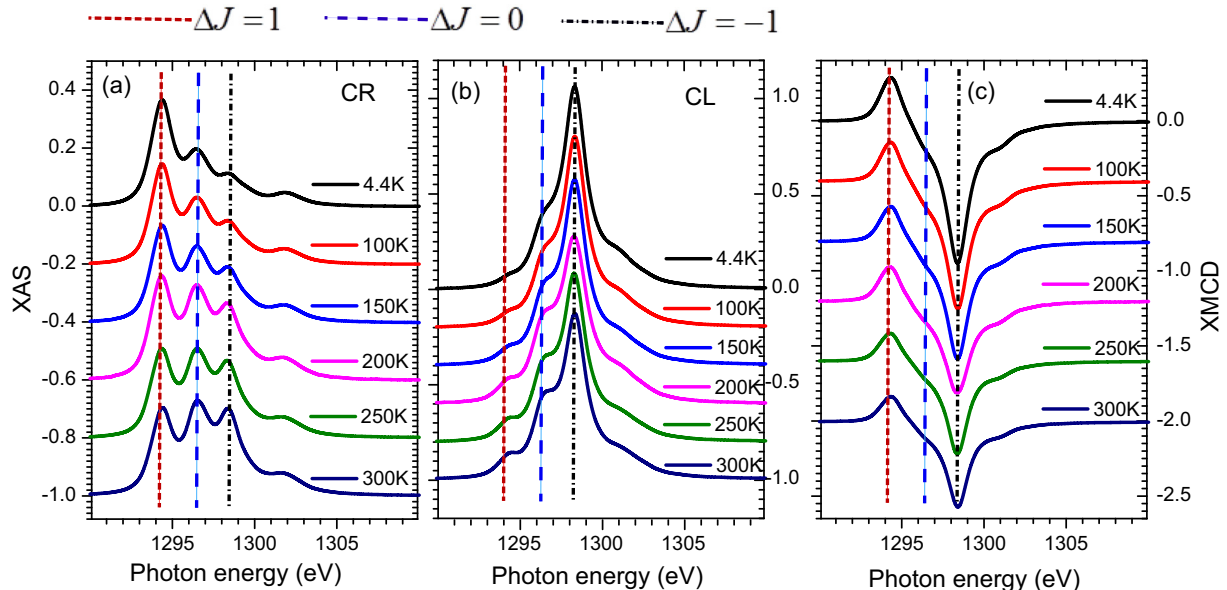 ΔJ = 1 ΔJ = 0 ΔJ = −1
(a) CR
(b) CL
(c)
XAS
0.4
0.2
0.0
-0.2
-0.4
-0.6
-0.8
-1.0
4.4K
100K
150K
200K
250K
300K
1295 1300 1305
Photon energy (eV)
4.4K
100K
150K
200K
250K
300K
1.0
0.5
0.0
-0.5
-1.0
1295 1300 1305
Photon energy (eV)
4.4K
100K
150K
200K
250K
300K
0.0
-0.5
-1.0
-1.5
-2.0
-2.5
XMCD
1295 1300 1305
Photon energy (eV)